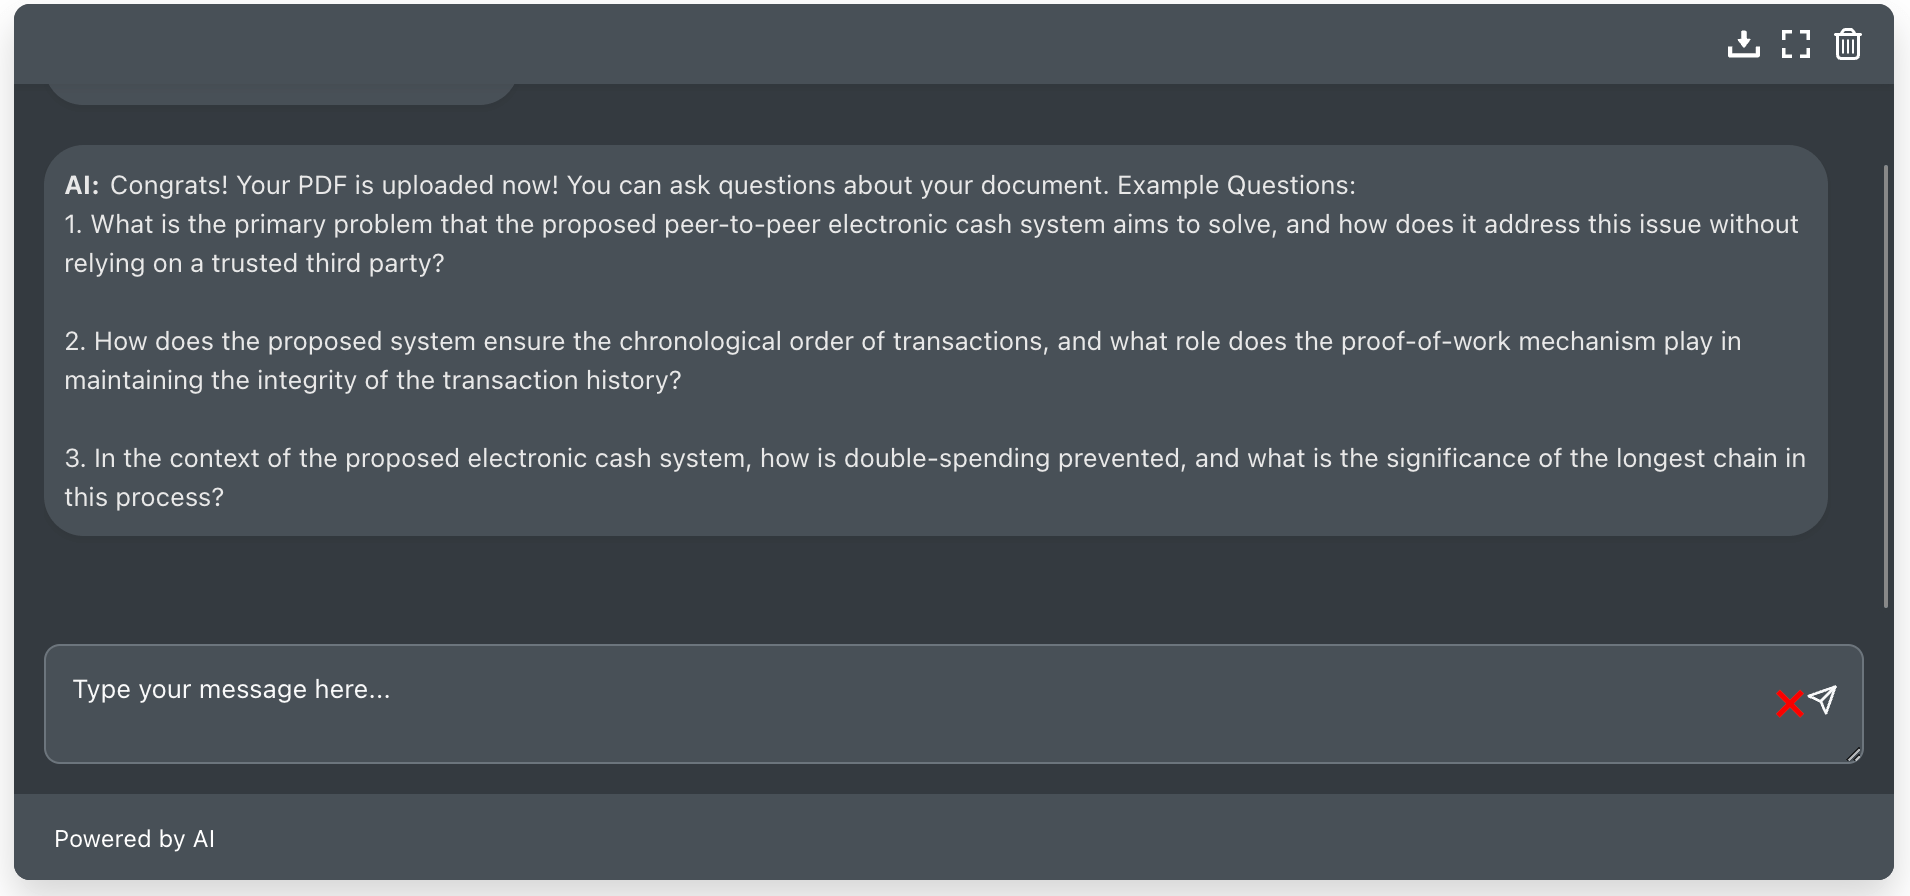 AI: Congrats! Your PDF is uploaded now! You can ask questions about your document. Example Questions:
1. What is the primary problem that the proposed peer-to-peer electronic cash system aims to solve, and how does it address this issue without
relying on a trusted third party?
2. How does the proposed system ensure the chronological order of transactions, and what role does the proof-of-work mechanism play in
maintaining the integrity of the transaction history?
3. In the context of the proposed electronic cash system, how is double-spending prevented, and what is the significance of the longest chain in
this process?
Type your message here...
Powered by AI